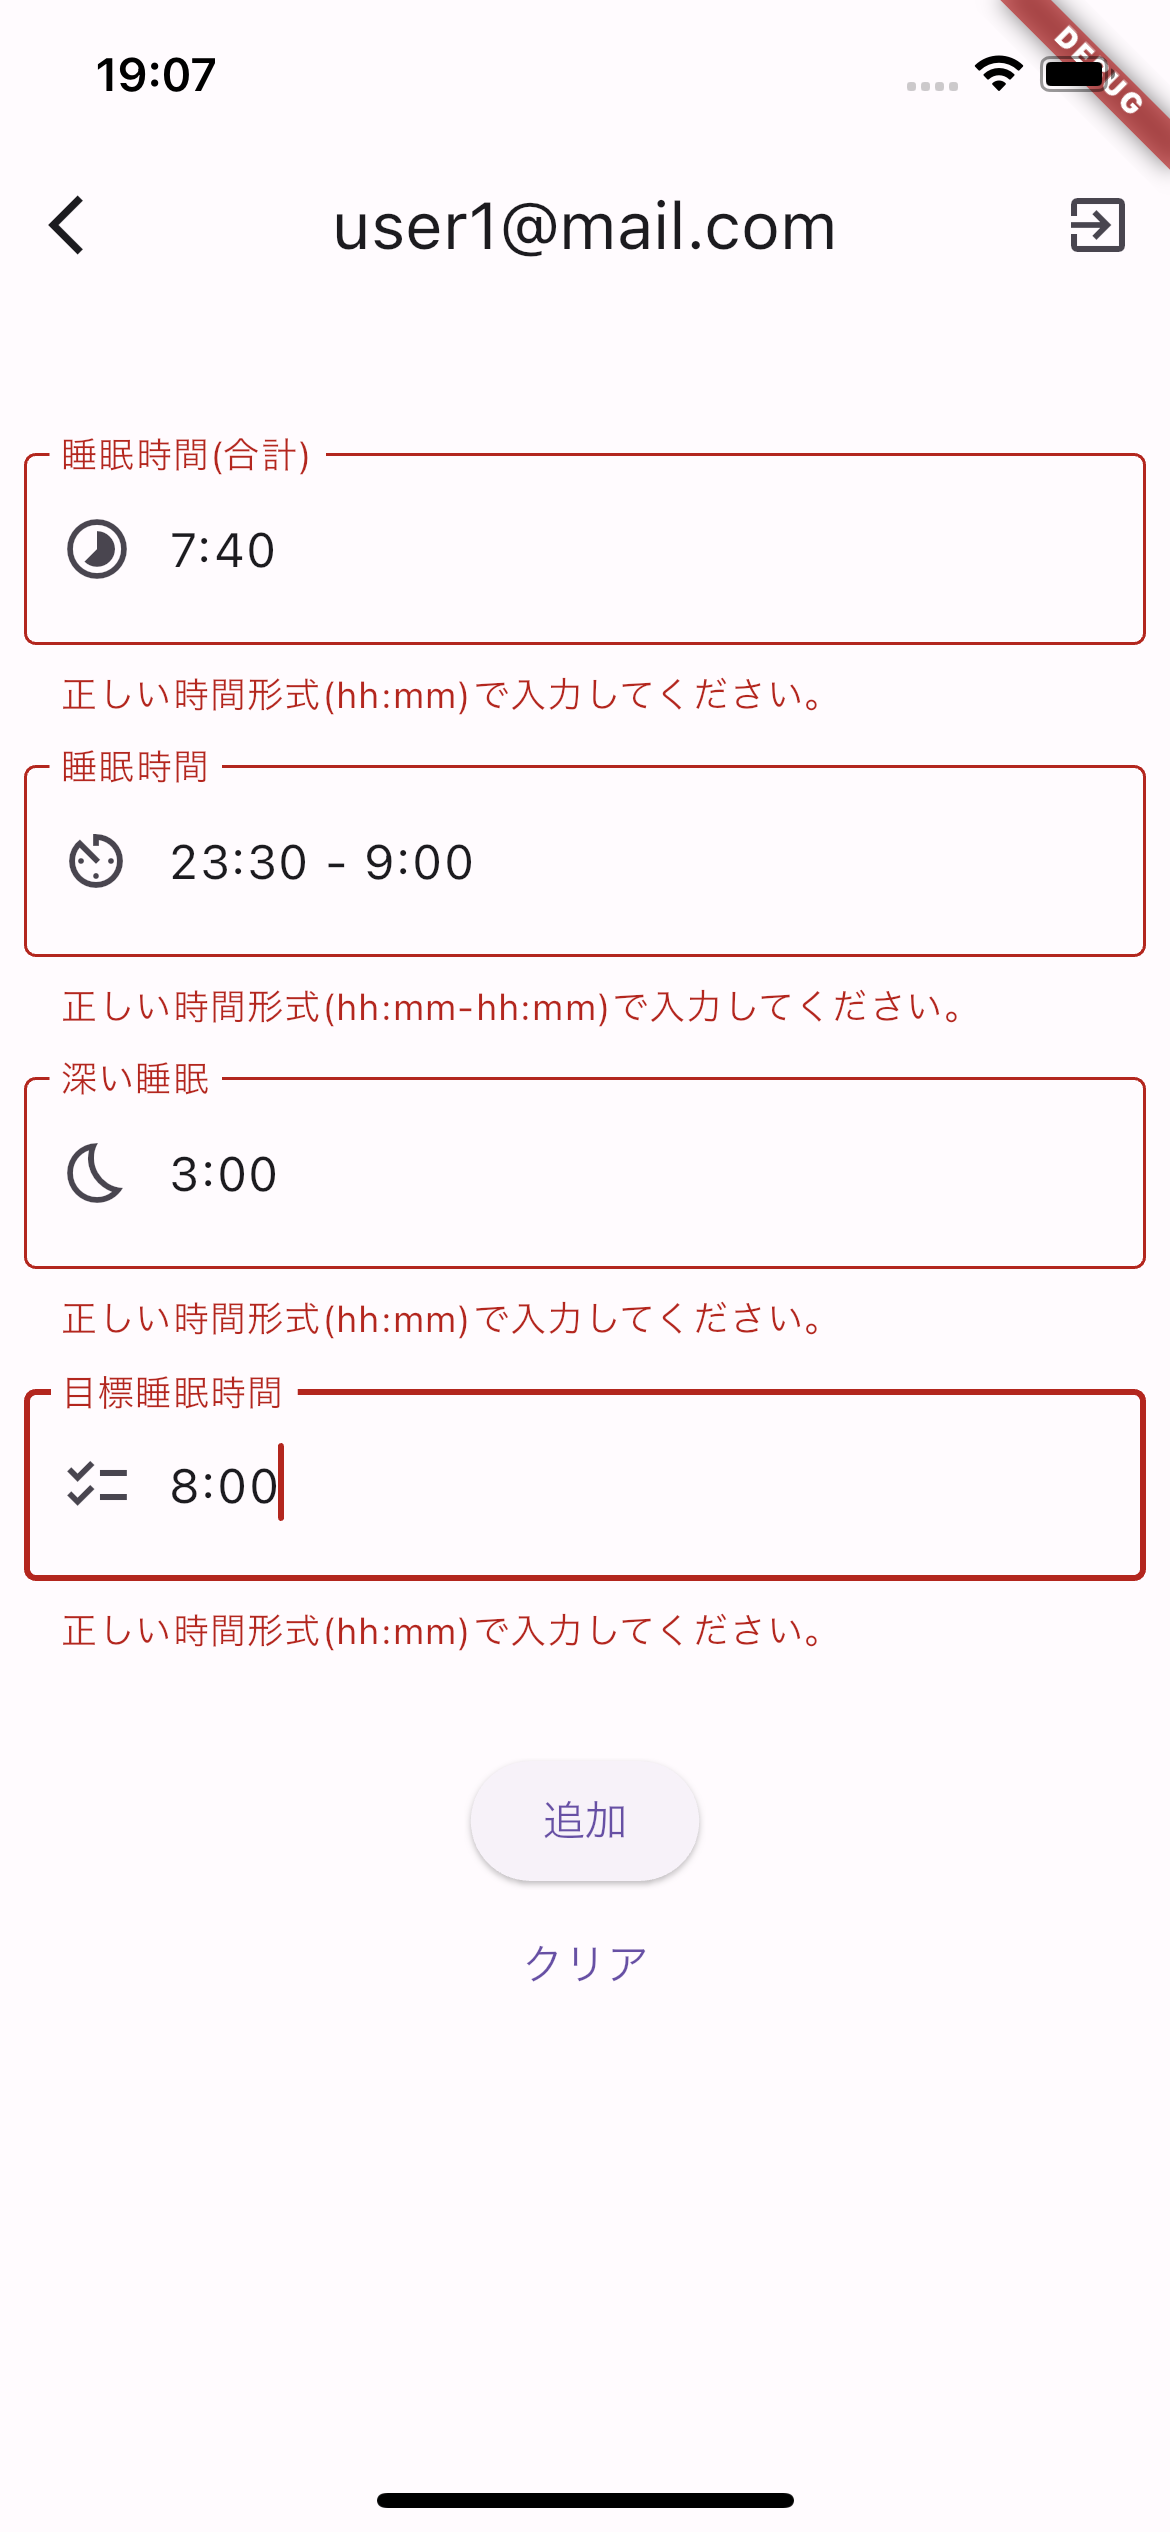 19:07
DEBUG
user1@mail.com
睡眠時間(合計)
7:40
正しい時間形式(hh:mm)で入力してください。
睡眠時間
23:30 - 9:00
正しい時間形式(hh:mm-hh:mm)で入力してください。
深い睡眠
3:00
正しい時間形式(hh:mm)で入力してください。
目標睡眠時間
8:00
正しい時間形式(hh:mm)で入力してください。
追加
クリア